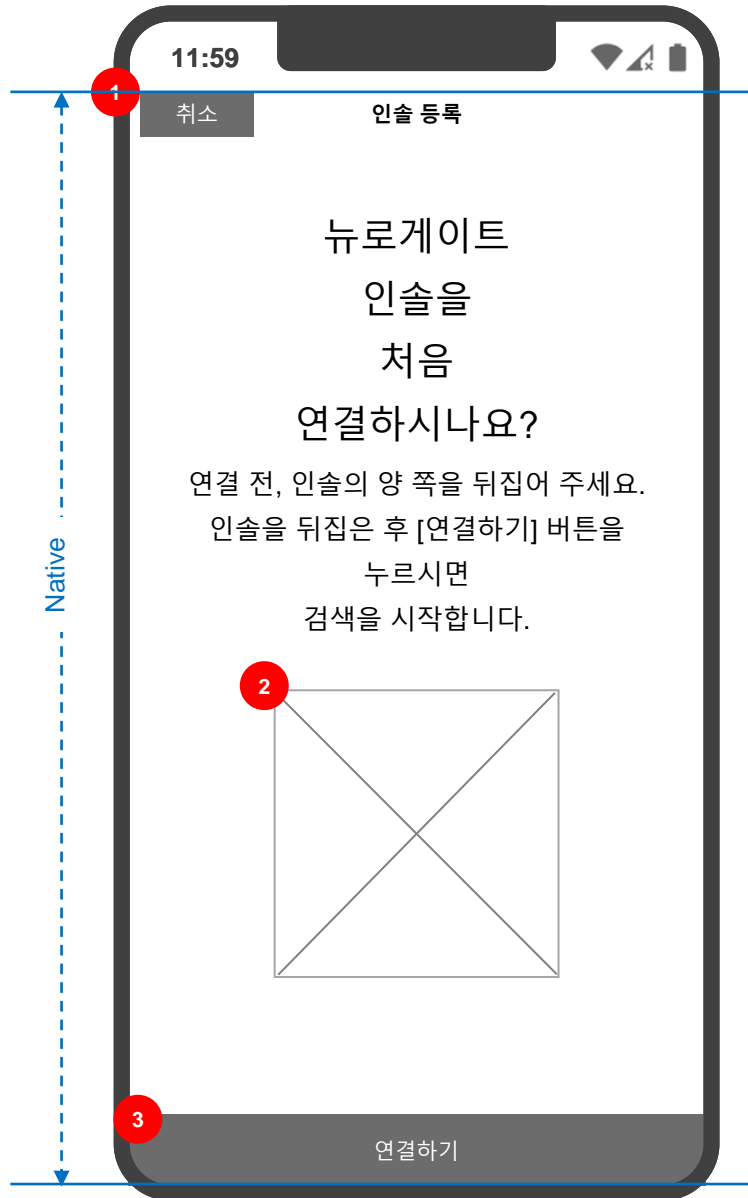 11:59
1
취소
인솔 등록
뉴로게이트
인솔을
처음
연결하시나요?
연결 전, 인솔의 양 쪽을 뒤집어 주세요.
인솔을 뒤집은 후 [연결하기] 버튼을
누르시면
검색을 시작합니다.
Native
2
3
연결하기